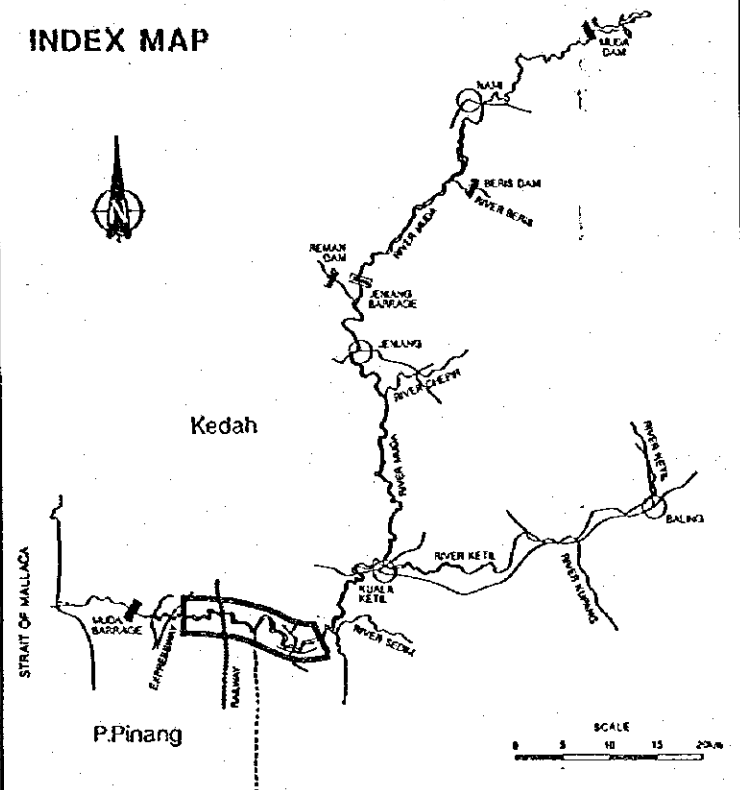 INDEX MAP
MUDA
DAM
NAMI
BERIS DAM
RIVER BERIS
RIVER MUDA
N
REMAN
DAM
JENIANG
BARRAGE
JENIANG
RIVER CHEPIR
Kedah
RIVER MUDA
RIVER KETIL
BALING
RIVER KETIL
KUALA
KETIL
RIVER KUPANG
STRAIT OF MALLACA
MUDA
BARRAGE
EXPRESSWAY
RAILWAY
RIVER SEDIM
P.Pinang
SCALE
0 5 10 15 20km